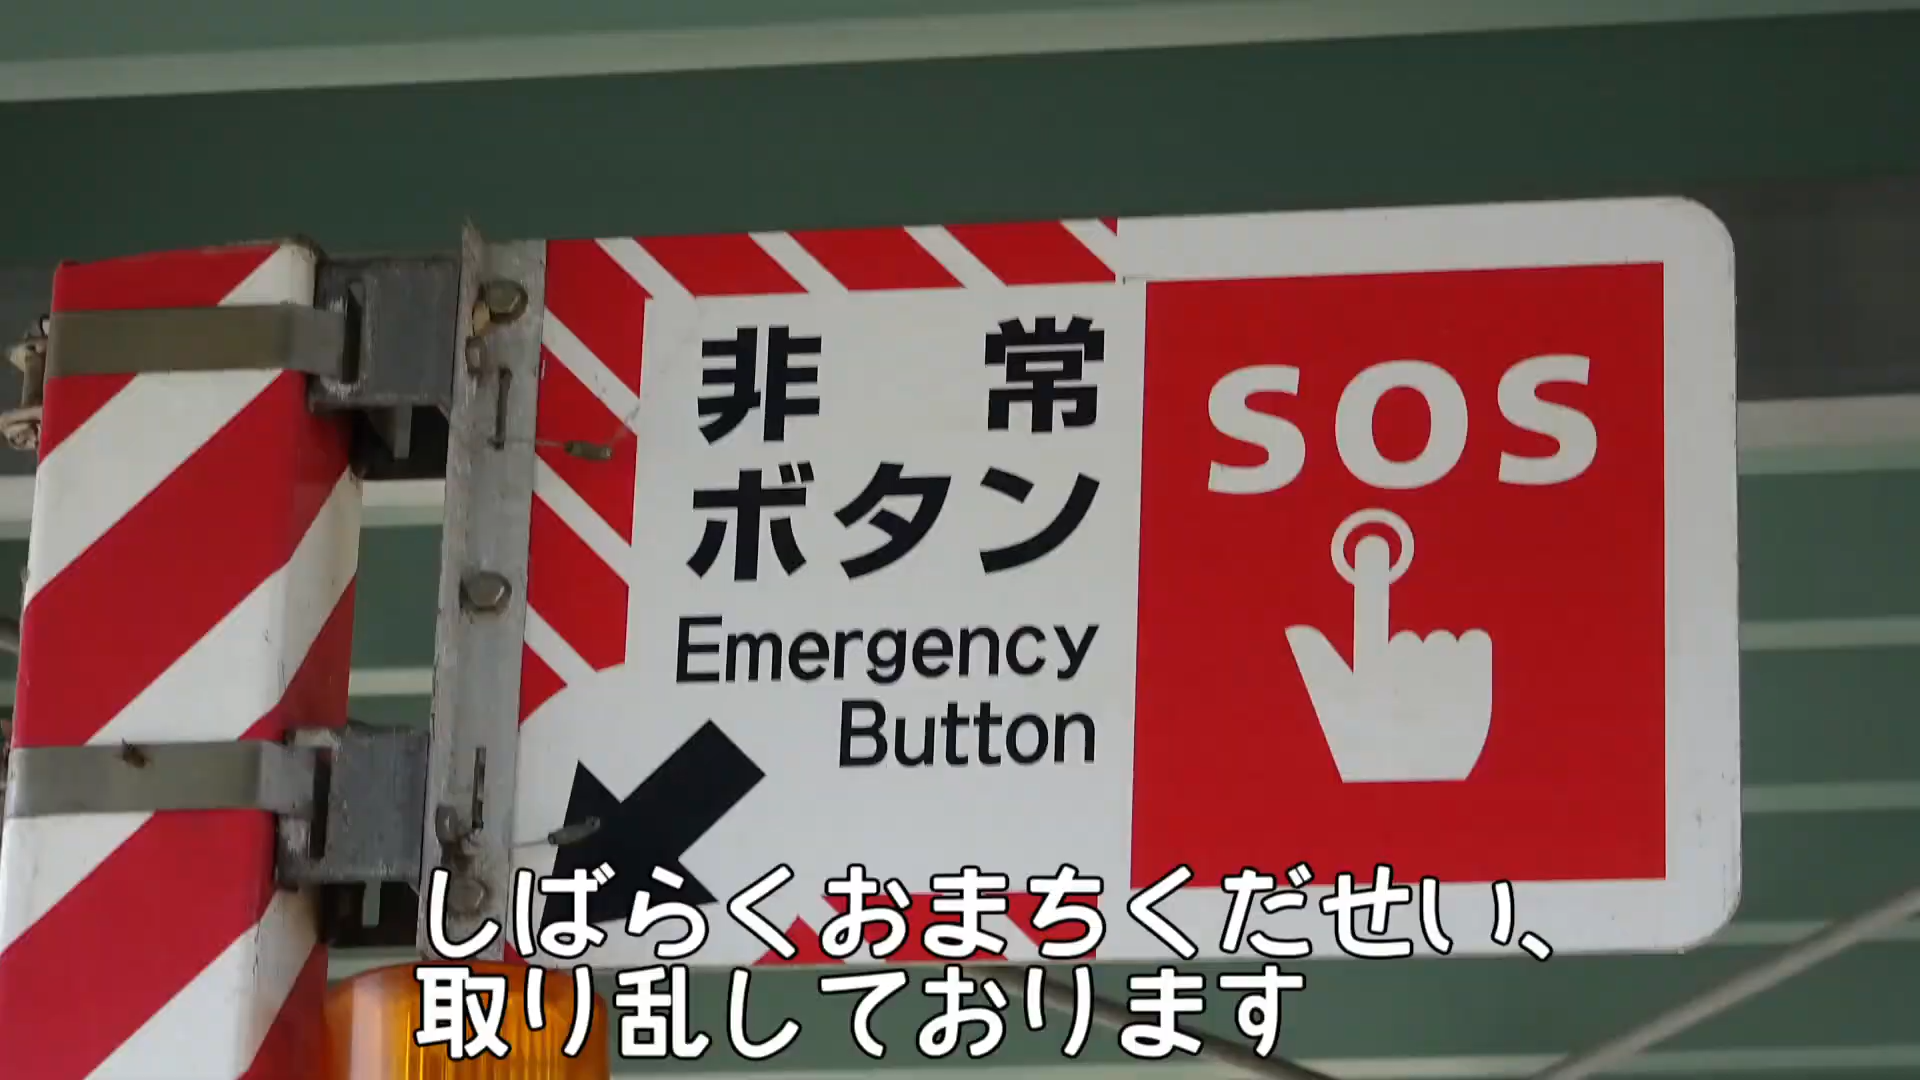 非常
ボタン
Emergency
Button
SOS
しばらくおまちくだせい、
取り乱しております